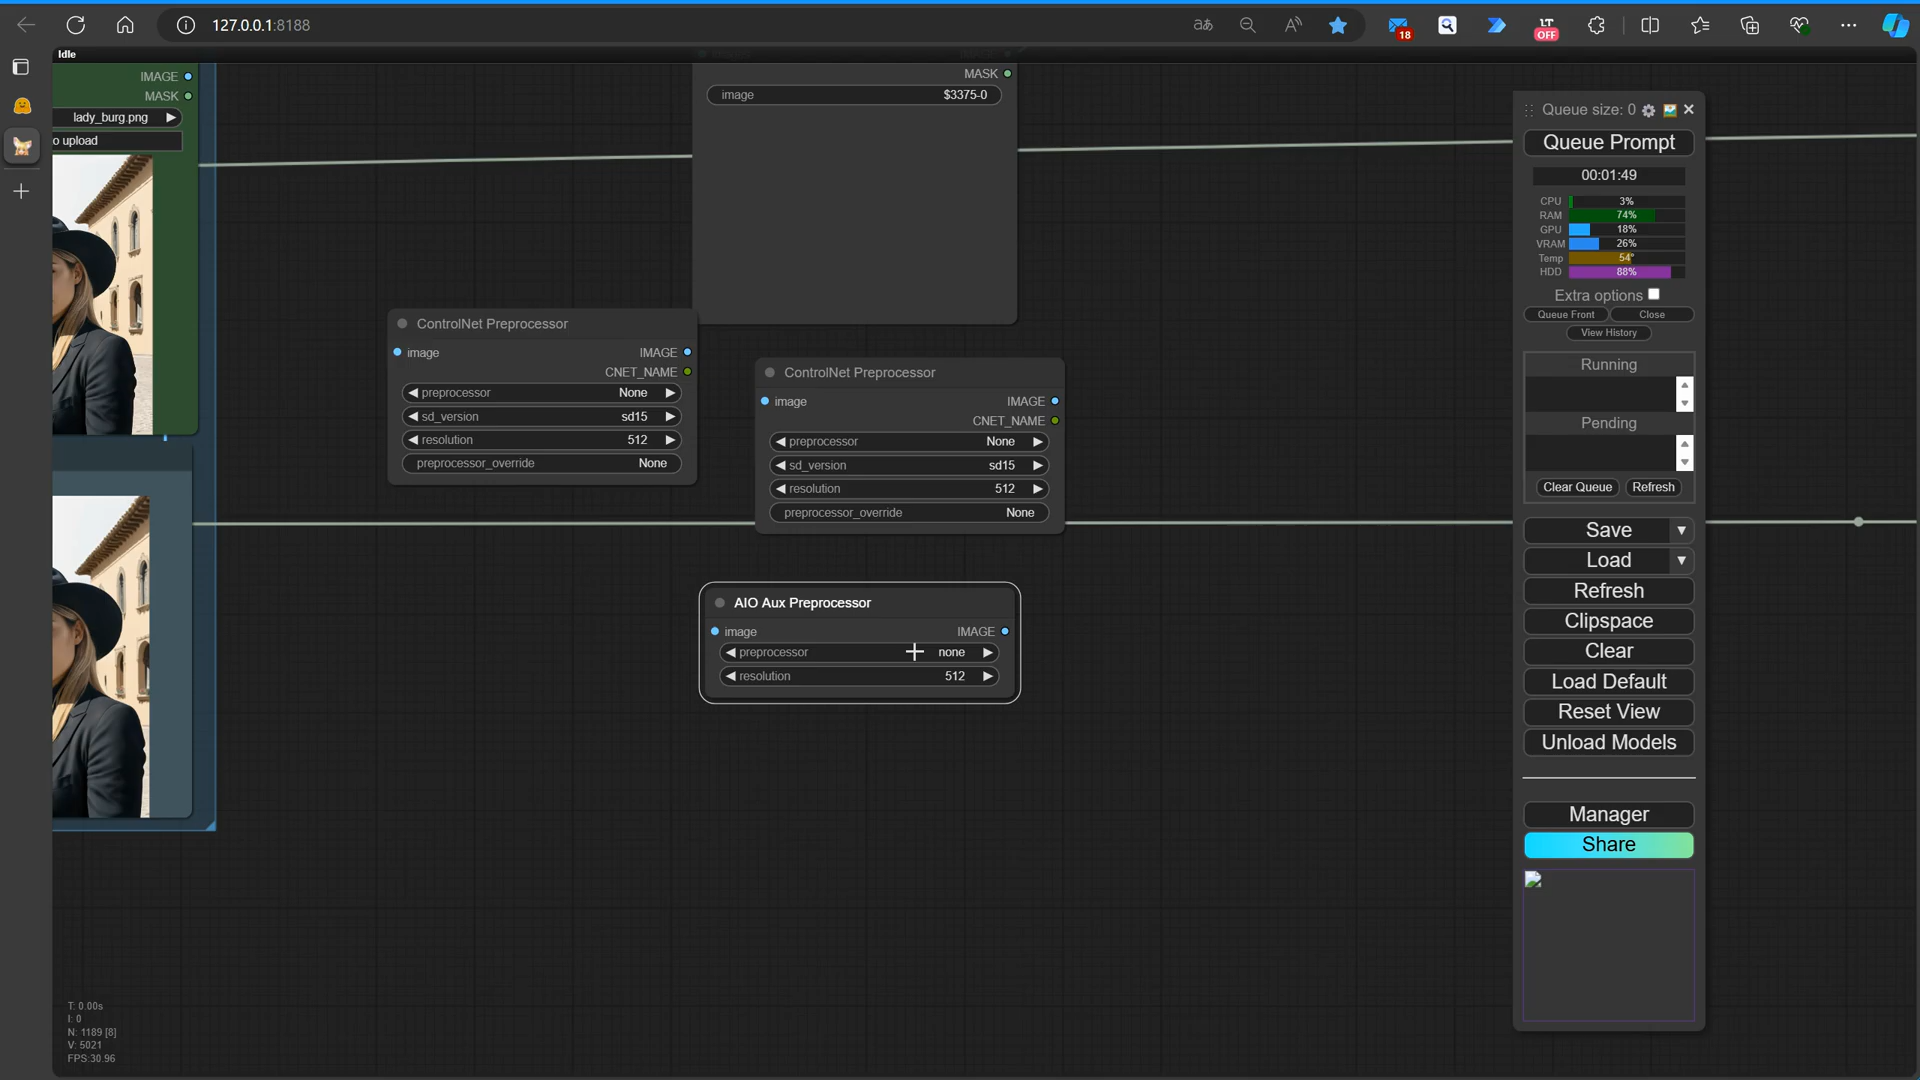 127.0.0.1:8188
18
LT
OFF
Idle
IMAGE
MASK
lady_burg.png
o upload
MASK
image $3375-0
ControlNet Preprocessor
image IMAGE
CNET_NAME
preprocessor None
sd_version sd15
resolution 512
preprocessor_override None
ControlNet Preprocessor
image IMAGE
CNET_NAME
preprocessor None
sd_version sd15
resolution 512
preprocessor_override None
AIO Aux Preprocessor
image IMAGE
preprocessor none
resolution 512
Queue size: 0
Queue Prompt
00:01:49
CPU 3%
RAM 74%
GPU 18%
VRAM 26%
Temp 54°
HDD 88%
Extra options
Queue Front Close
View History
Running
Pending
Clear Queue Refresh
Save
Load
Refresh
Clipspace
Clear
Load Default
Reset View
Unload Models
Manager
Share
T: 0.00s
I: 0
N: 1189 [8]
V: 5021
FPS:30.96